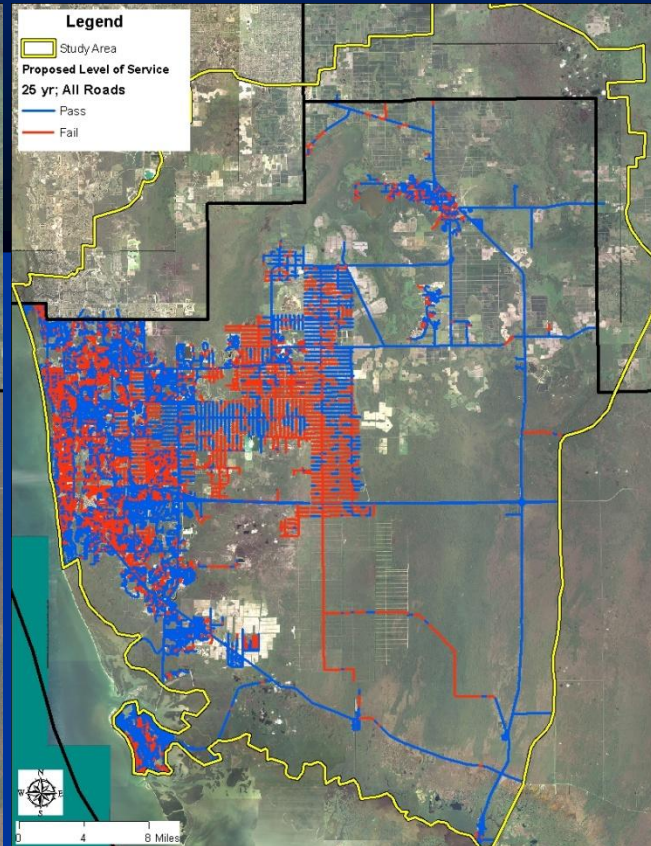 Legend
Study Area
Proposed Level of Service
25 yr; All Roads
Pass
Fail
N
W E
S
0 4 8 Miles